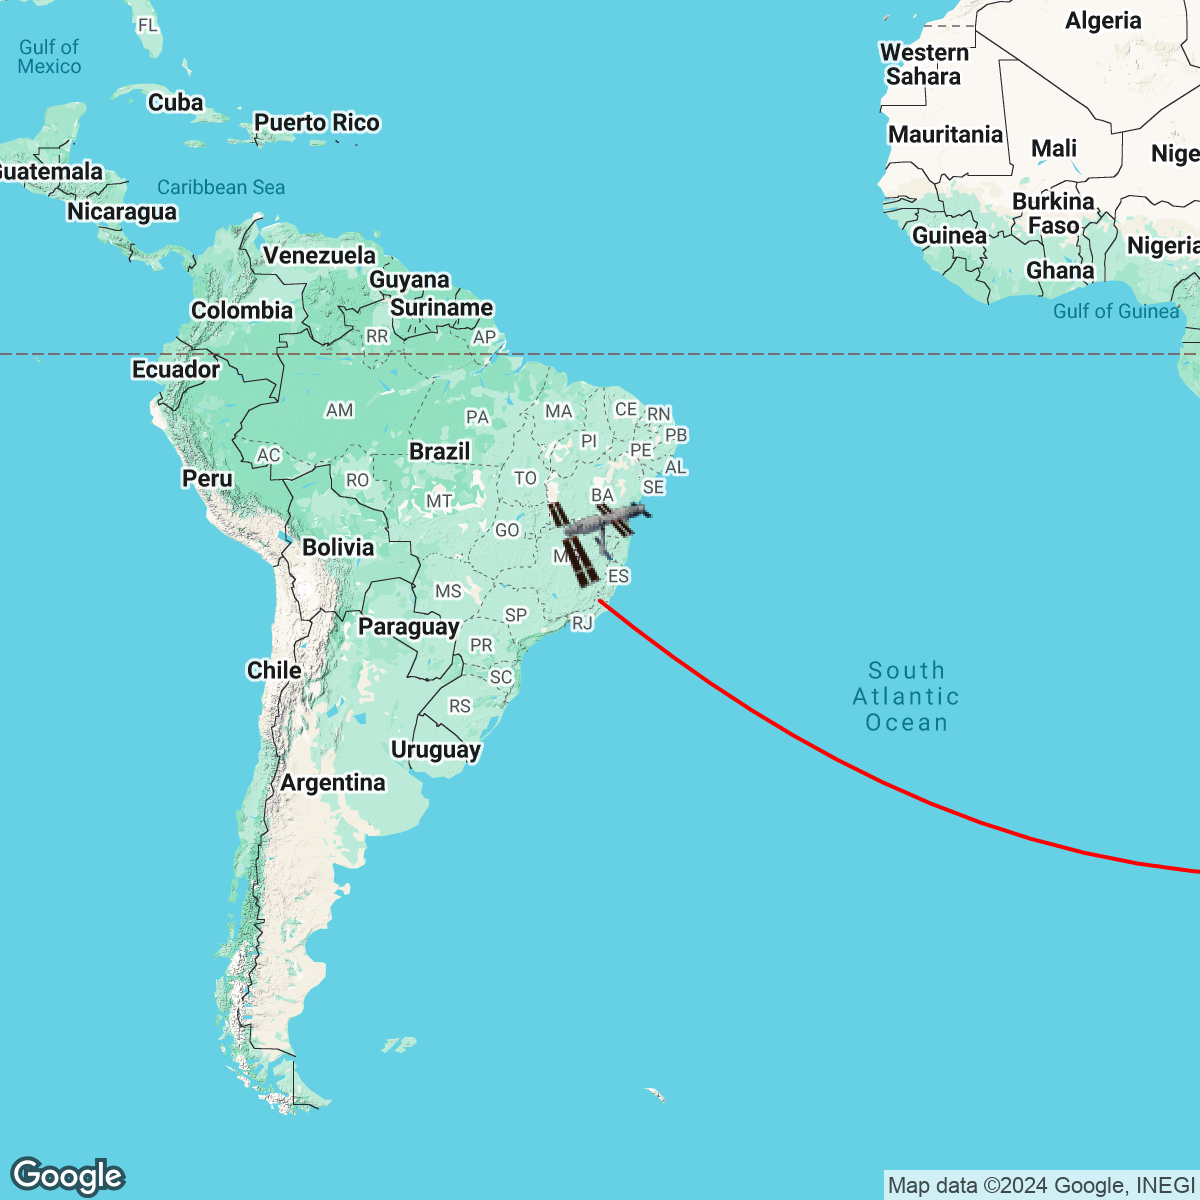 FL
Algeria
Gulf of
Mexico
Western
Sahara
Cuba
Puerto Rico
Mauritania
Mali
Nige
Guatemala
Caribbean Sea
Burkina
Faso
Nicaragua
Guinea
Nigeria
Venezuela
Ghana
Guyana
Colombia
Suriname
Gulf of Guinea
RR
AP
Ecuador
AM
PA
MA
CE
RN
PB
PI
PE
AC
Brazil
AL
Peru
RO
TO
SE
MT
BA
GO
Bolivia
M
ES
MS
SP
Paraguay
RJ
PR
Chile
SC
South
Atlantic
Ocean
RS
Uruguay
Argentina
Google
Map data ©2024 Google, INEGI